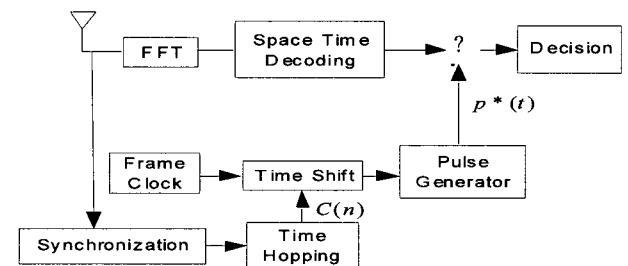 FFT
Space Time
Decoding
?
Decision
p * (t)
Frame
Clock
Time Shift
Pulse
Generator
C(n)
Synchronization
Time
Hopping